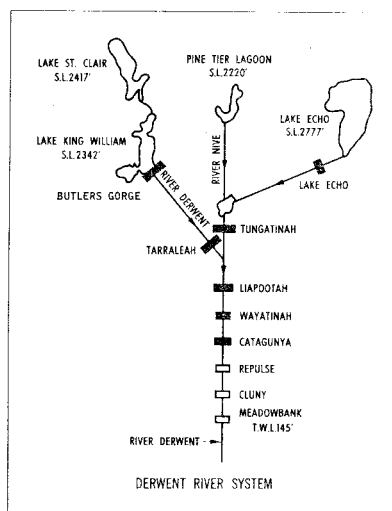 LAKE ST. CLAIR
S.L.2417'
PINE TIER LAGOON
S.L.2220'
LAKE ECHO
S.L.2777'
LAKE KING WILLIAM
S.L.2342'
RIVER DERWENT
RIVER NIVE
LAKE ECHO
BUTLERS GORGE
TUNGATINAH
TARRALEAH
LIAPOOTAH
WAYATINAH
CATAGUNYA
REPULSE
CLUNY
MEADOWBANK
T.W.L.145'
RIVER DERWENT
DERWENT RIVER SYSTEM